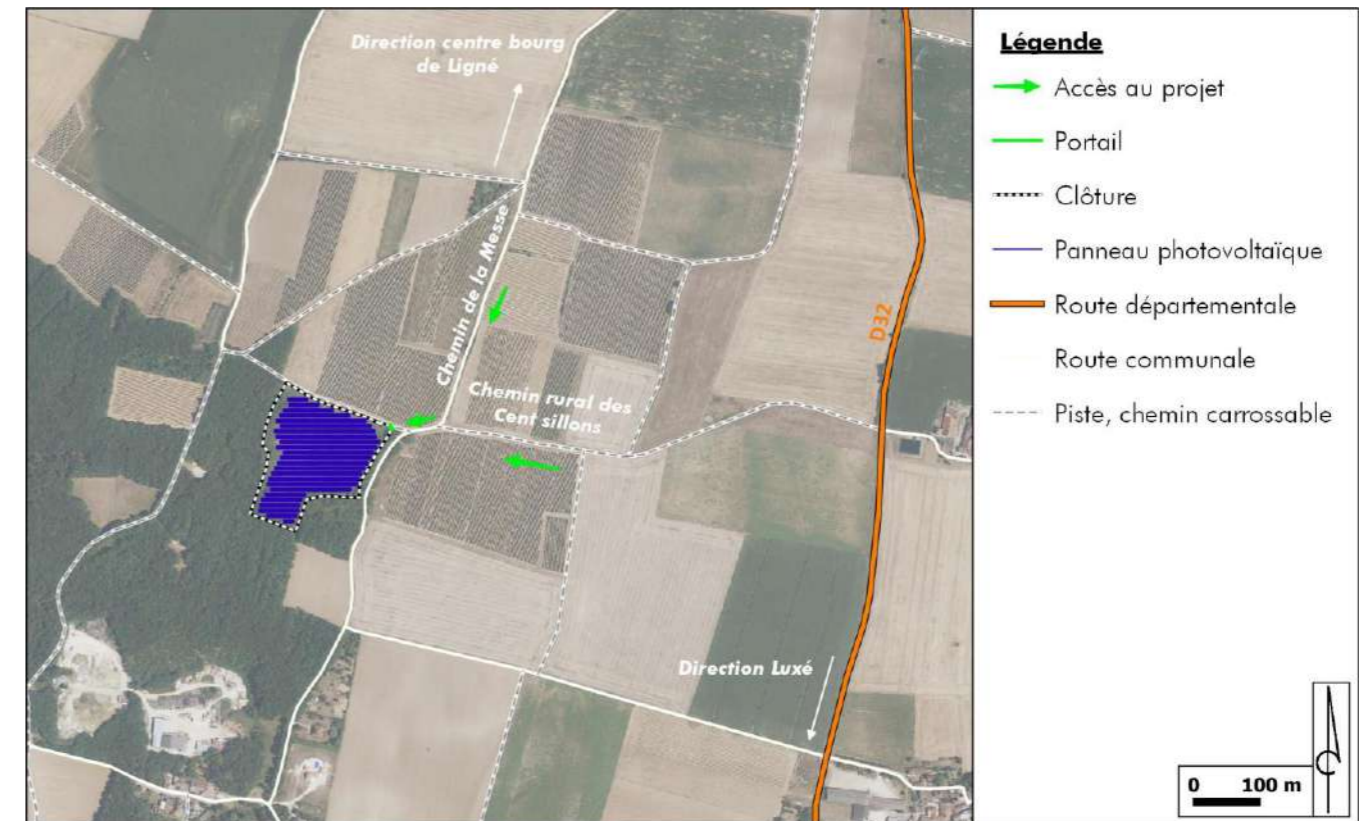 Direction centre bourg
de Ligné
Chemin de la Messe
Chemin rural des
Cent sillons
D32
Direction Luxé
Légende
Accès au projet
Portail
Clôture
Panneau photovoltaïque
Route départementale
Route communale
Piste, chemin carrossable
0 100 m